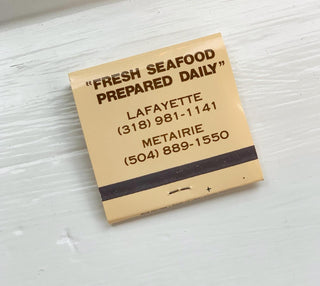 "FRESH SEAFOOD
PREPARED DAILY"
LAFAYETTE
(318) 981-1141
METAIRIE
(504) 889-1550